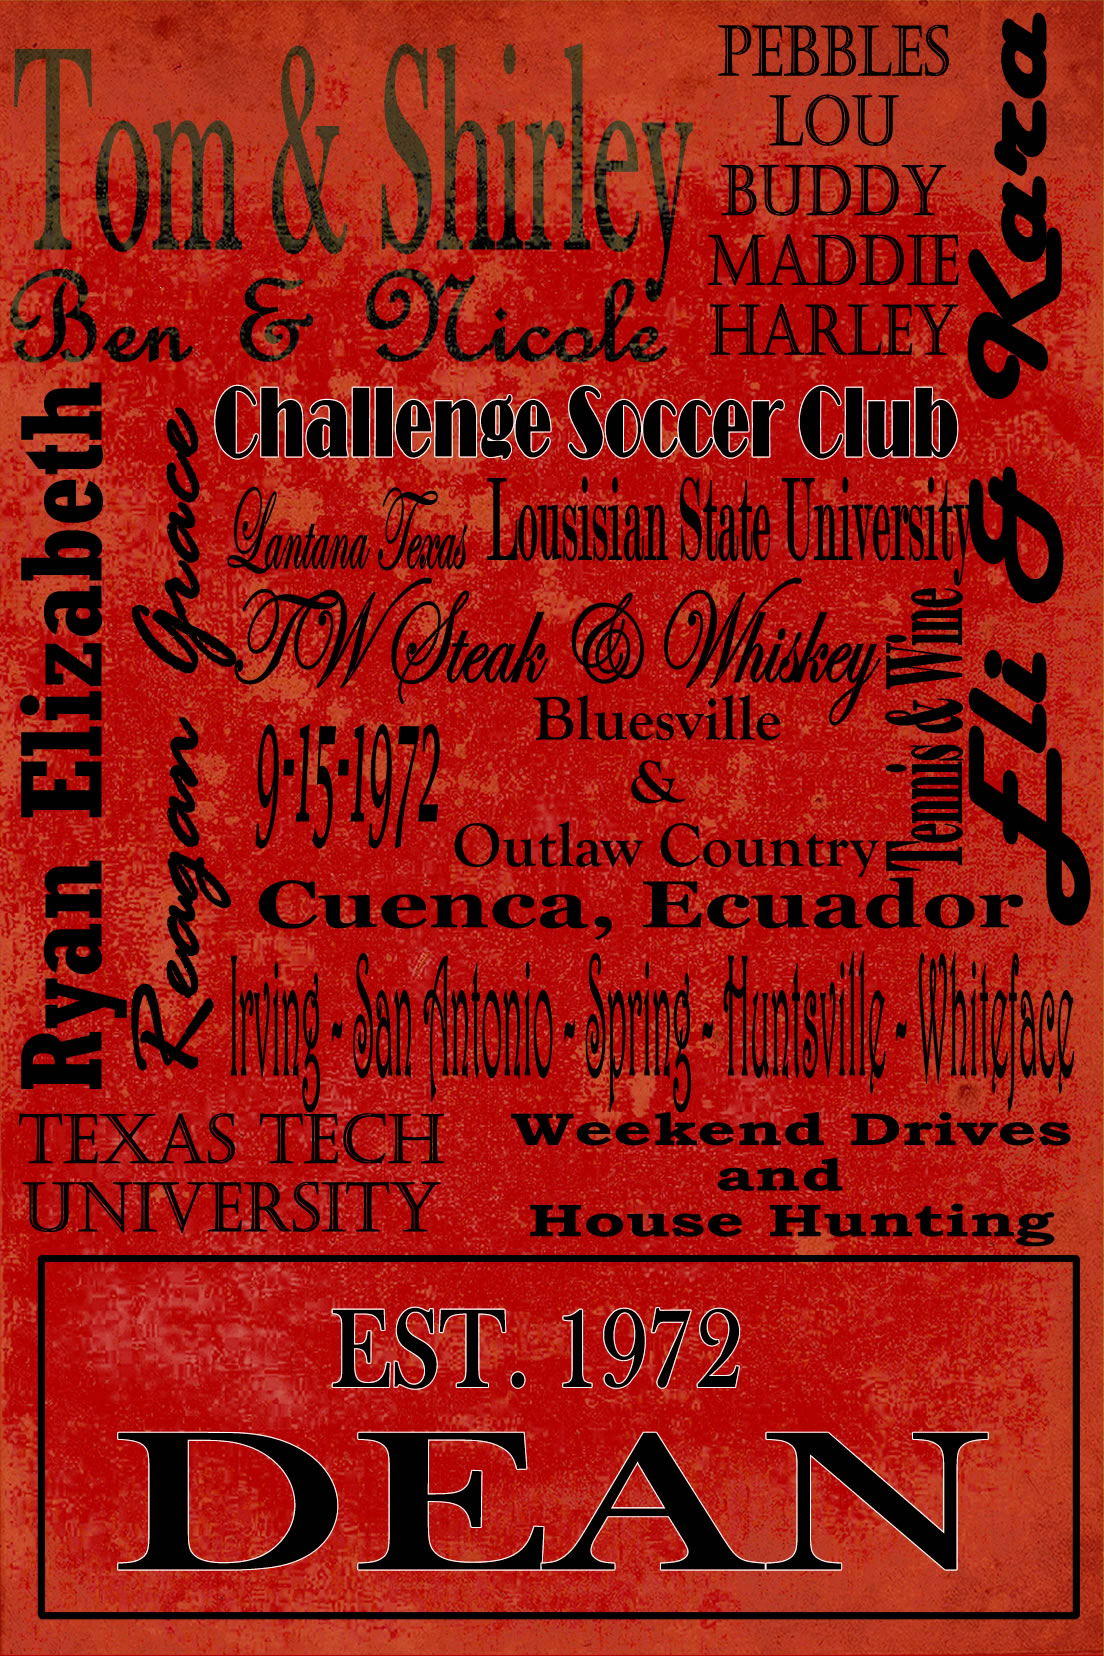 Tom & Shirley
Ben & Nicole
PEBBLES
LOU
BUDDY
MADDIE
HARLEY
Eli & Kara
Challenge Soccer Club
Ryan Elizabeth
Reagan Grace
Lantana Texas
Lousisian State University
TW Steak & Whiskey
Tennis & Wine
9-15-1972
Bluesville
&
Outlaw Country
Cuenca, Ecuador
Irving - San Antonio - Spring - Huntsville - Whiteface
TEXAS TECH
UNIVERSITY
Weekend Drives
and
House Hunting
EST. 1972
DEAN